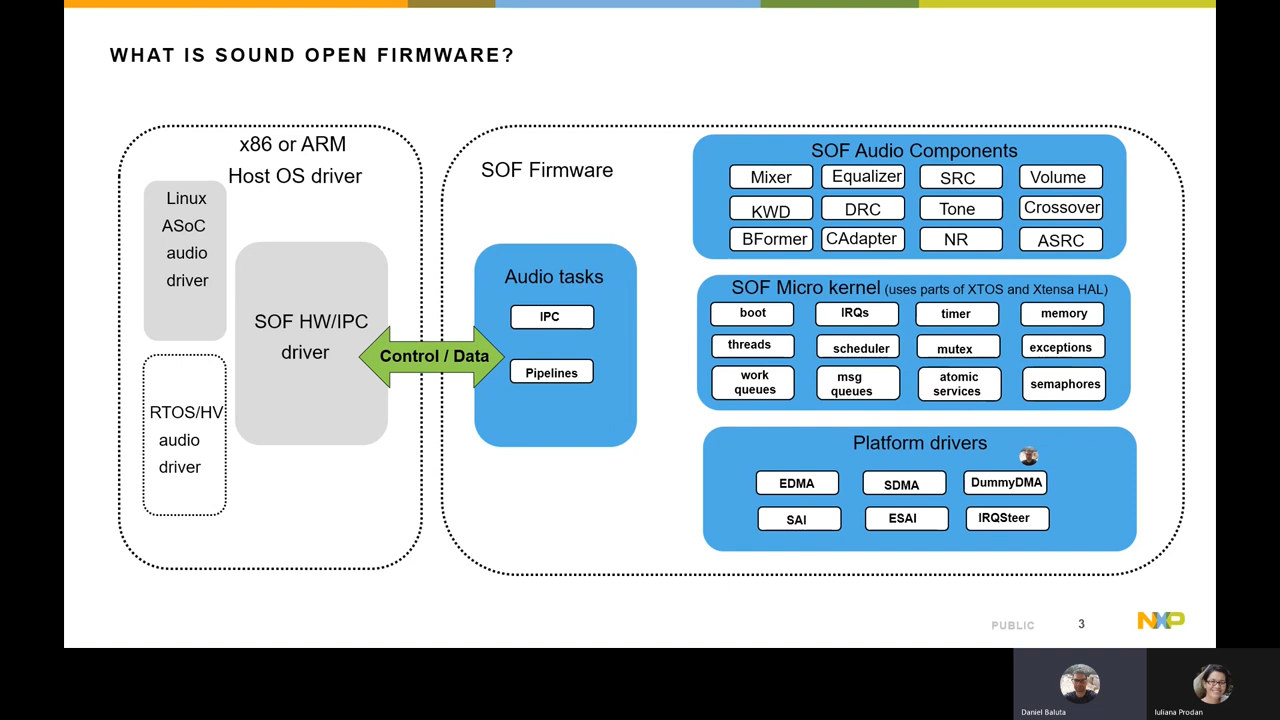 WHAT IS SOUND OPEN FIRMWARE?
x86 or ARM
Host OS driver
Linux
ASoC
audio
driver
SOF HW/IPC
driver
RTOS/HV
audio
driver
Control / Data
SOF Firmware
Audio tasks
IPC
Pipelines
SOF Audio Components
Mixer
Equalizer
SRC
Volume
KWD
DRC
Tone
Crossover
BFormer
CAdapter
NR
ASRC
SOF Micro kernel (uses parts of XTOS and Xtensa HAL)
boot
IRQs
timer
memory
threads
scheduler
mutex
exceptions
work
queues
msg
queues
atomic
services
semaphores
Platform drivers
EDMA
SDMA
DummyDMA
SAI
ESAI
IRQSteer
PUBLIC
3
NXP
Daniel Baluta
Iuliana Prodan